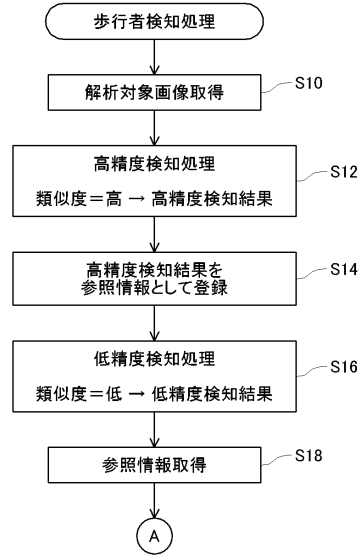 歩行者検知処理
解析対象画像取得
S10
高精度検知処理
類似度＝高 → 高精度検知結果
S12
高精度検知結果を
参照情報として登録
S14
低精度検知処理
類似度＝低 → 低精度検知結果
S16
参照情報取得
S18
A